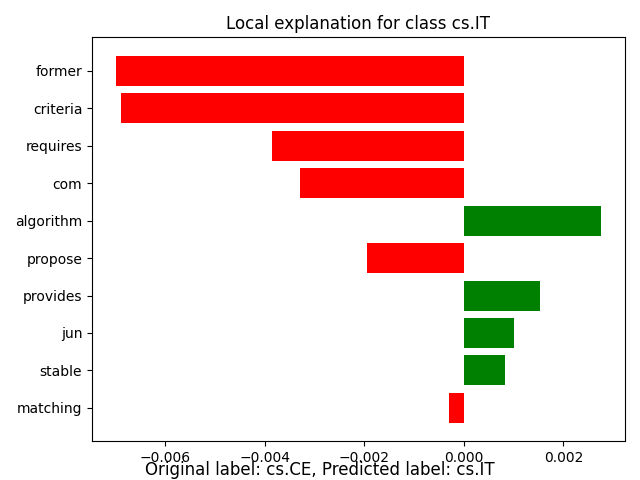 Local explanation for class cs.IT
former
criteria
requires
com
algorithm
propose
provides
jun
stable
matching
−0.006 −0.004 −0.002 0.000 0.002
Original label: cs.CE, Predicted label: cs.IT